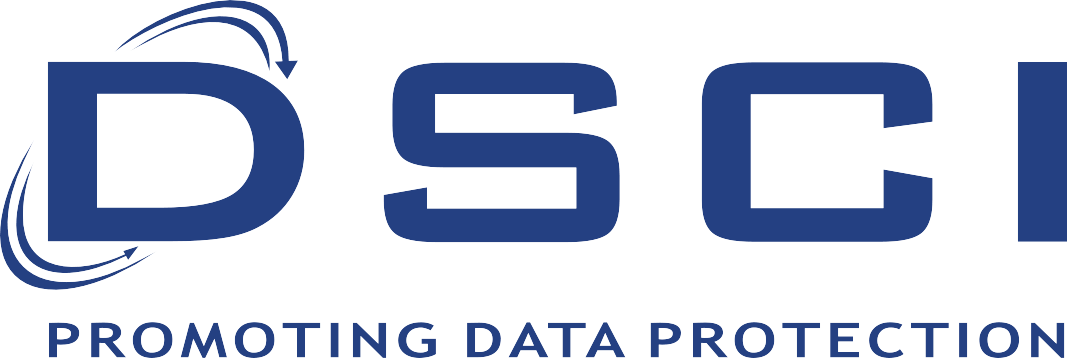 DSCI
PROMOTING DATA PROTECTION